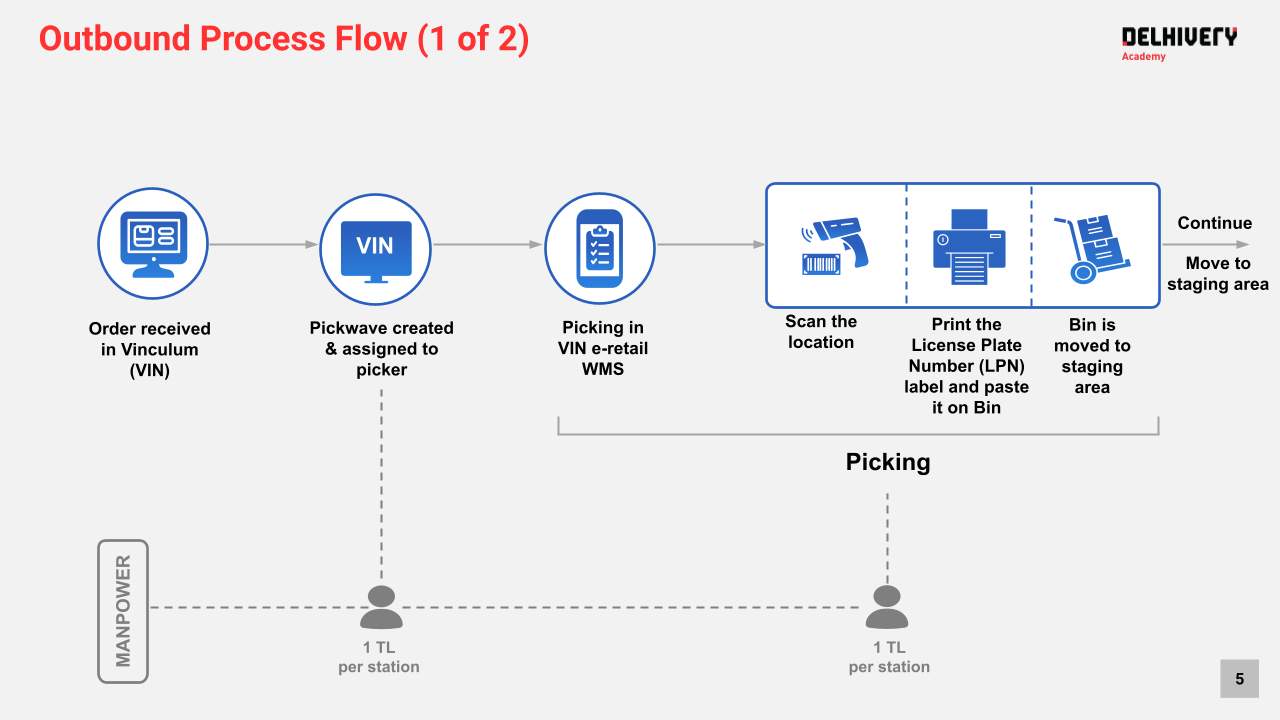 Outbound Process Flow (1 of 2)
DELHIVERY
Academy
VIN
Order received
in Vinculum
(VIN)
Pickwave created
& assigned to
picker
Picking in
VIN e-retail
WMS
Scan the
location
Print the
License Plate
Number (LPN)
label and paste
it on Bin
Bin is
moved to
staging
area
Continue
Move to
staging area
Picking
MANPOWER
1 TL
per station
1 TL
per station
5